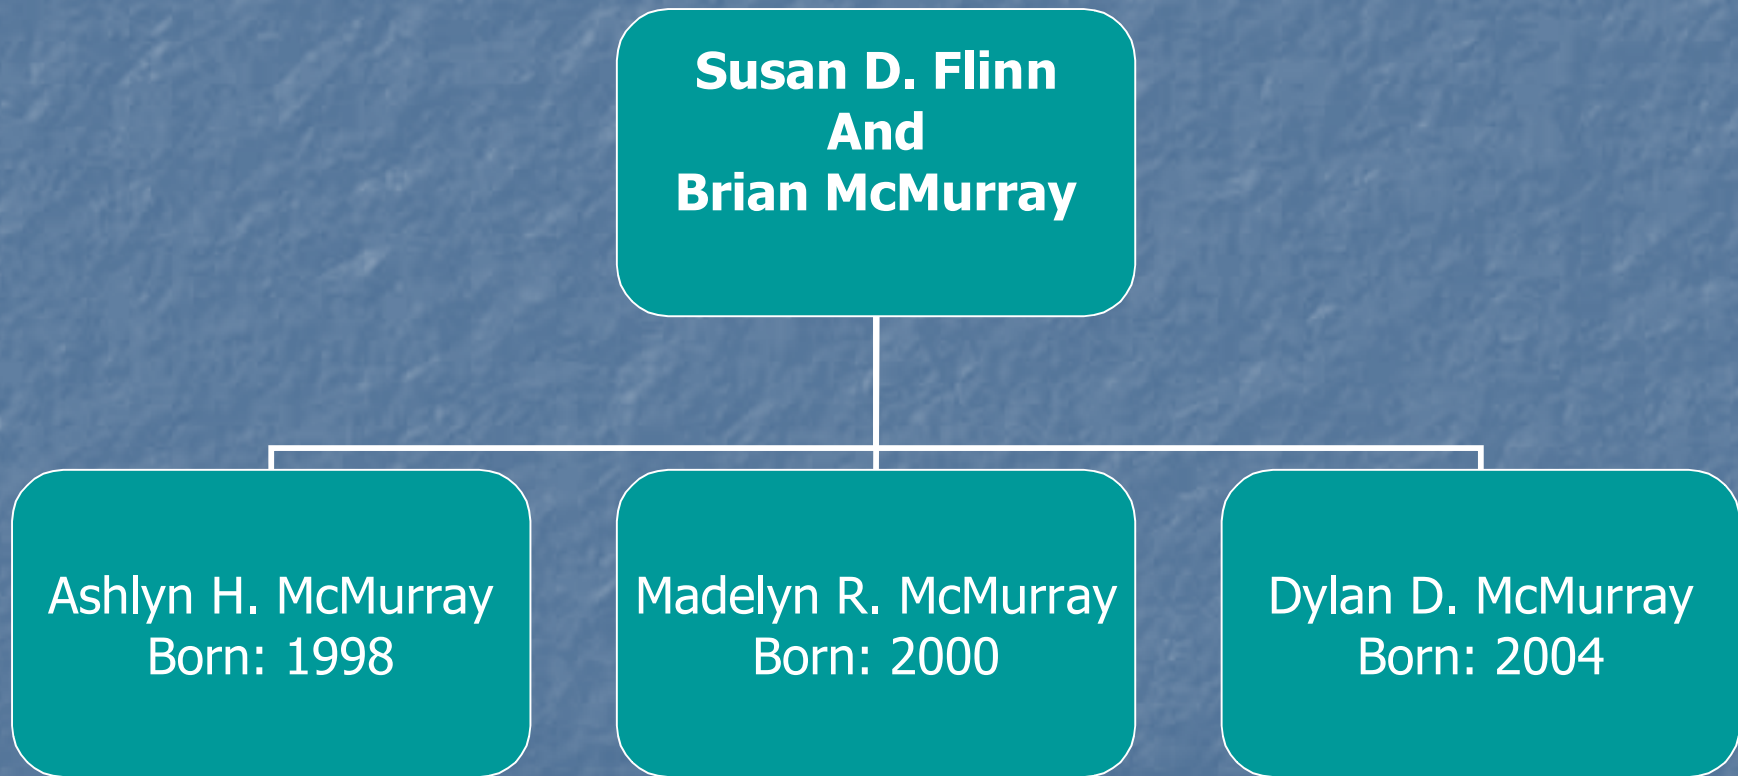 Susan D. Flinn
And
Brian McMurray
Ashlyn H. McMurray
Born: 1998
Madelyn R. McMurray
Born: 2000
Dylan D. McMurray
Born: 2004